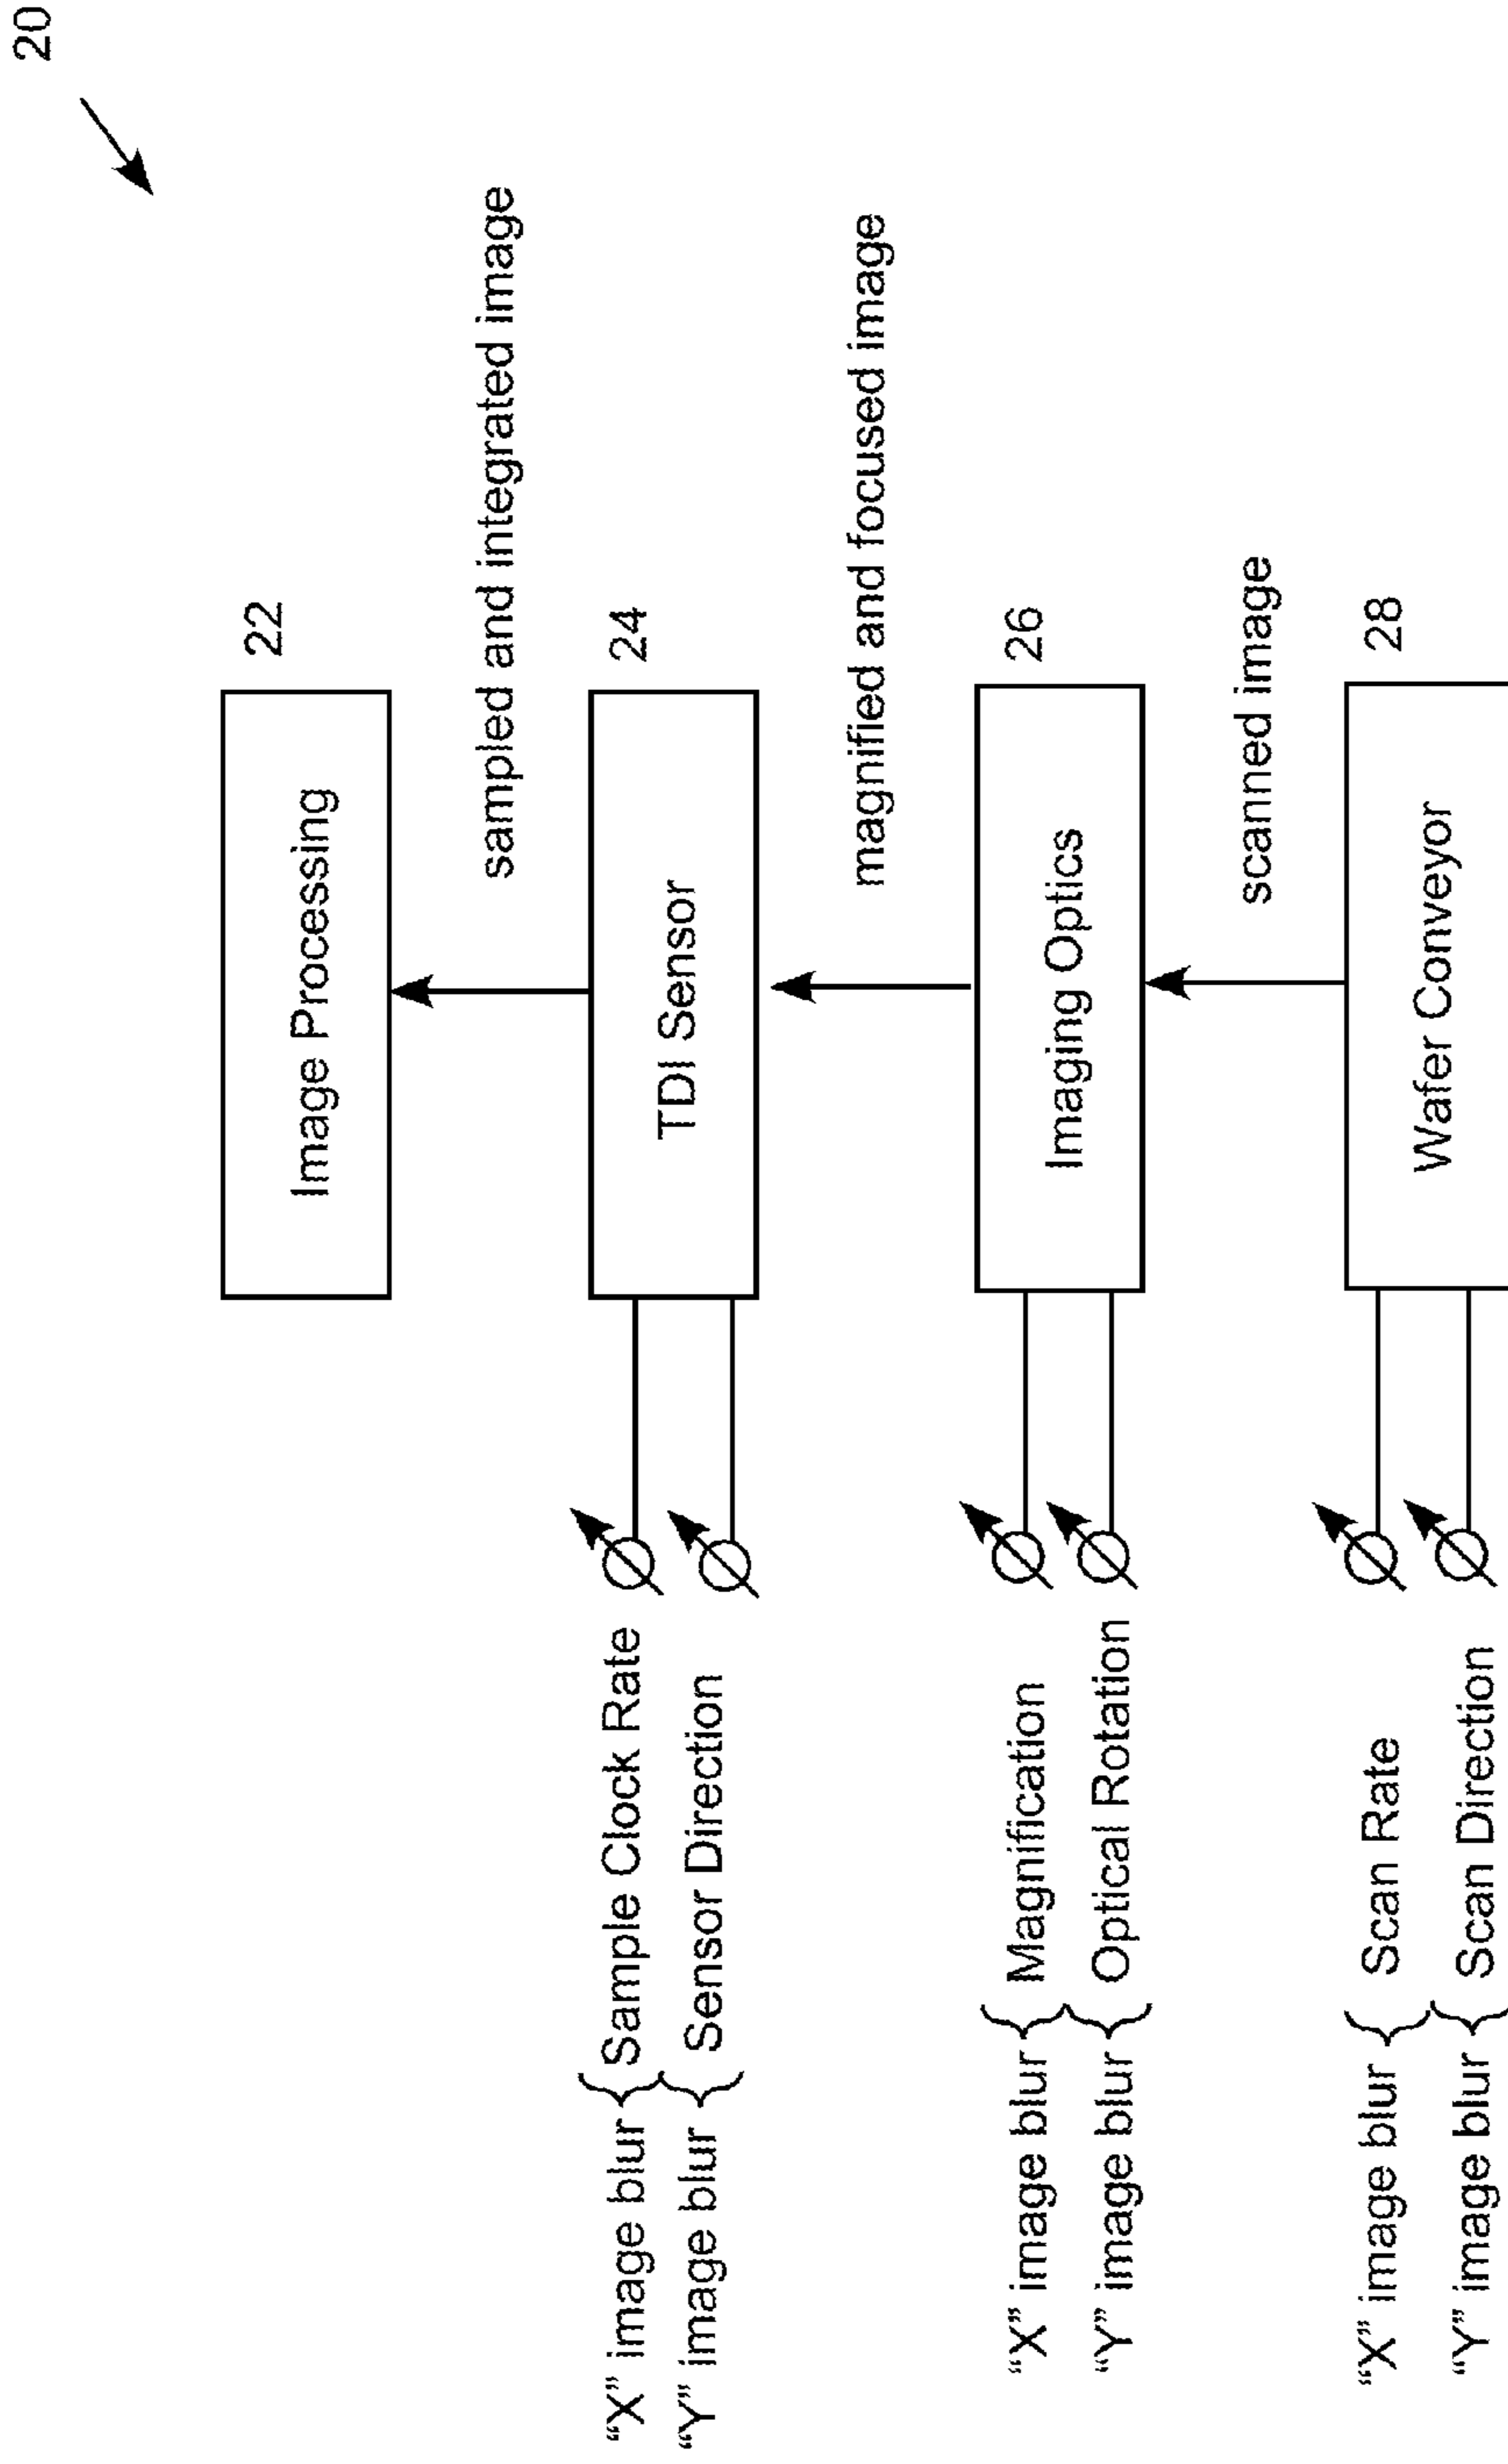 20
22
Image Processing
sampled and integrated image
24
TDI Sensor
“X” image blur { Sample Clock Rate
“Y” image blur { Sensor Direction
magnified and focused image
26
Imaging Optics
“X” image blur { Magnification
“Y” image blur { Optical Rotation
scanned image
28
Wafer Conveyor
“X” image blur { Scan Rate
“Y” image blur { Scan Direction